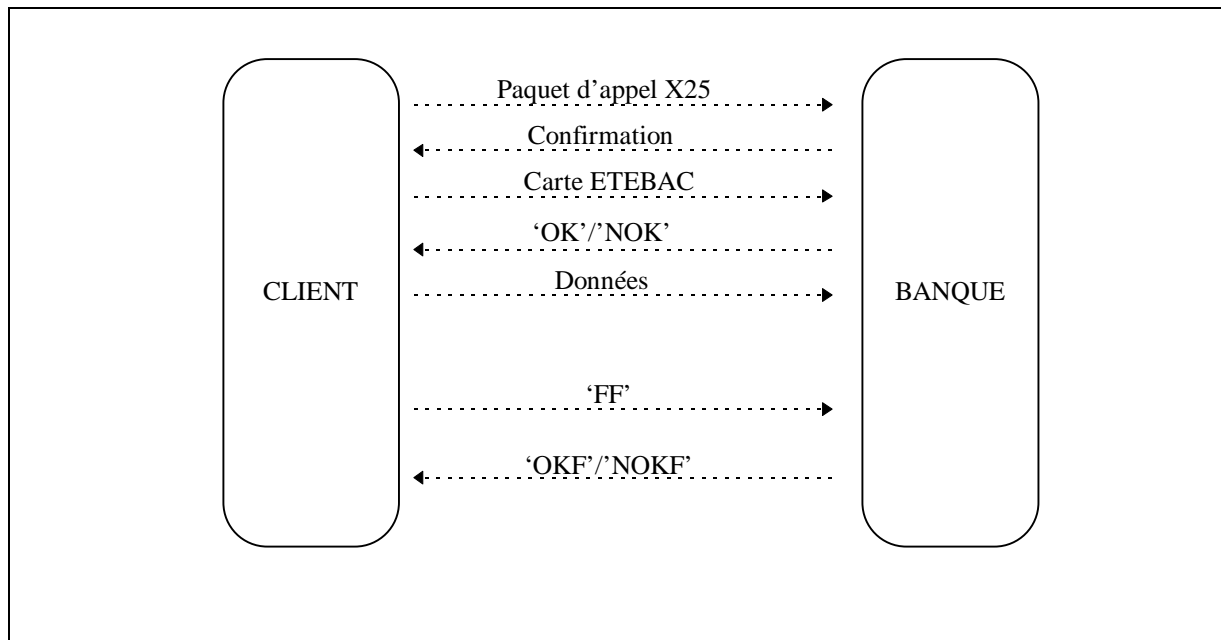 Paquet d’appel X25
Confirmation
Carte ETEBAC
‘OK’/’NOK’
Données
CLIENT
BANQUE
‘FF’
‘OKF’/’NOKF’